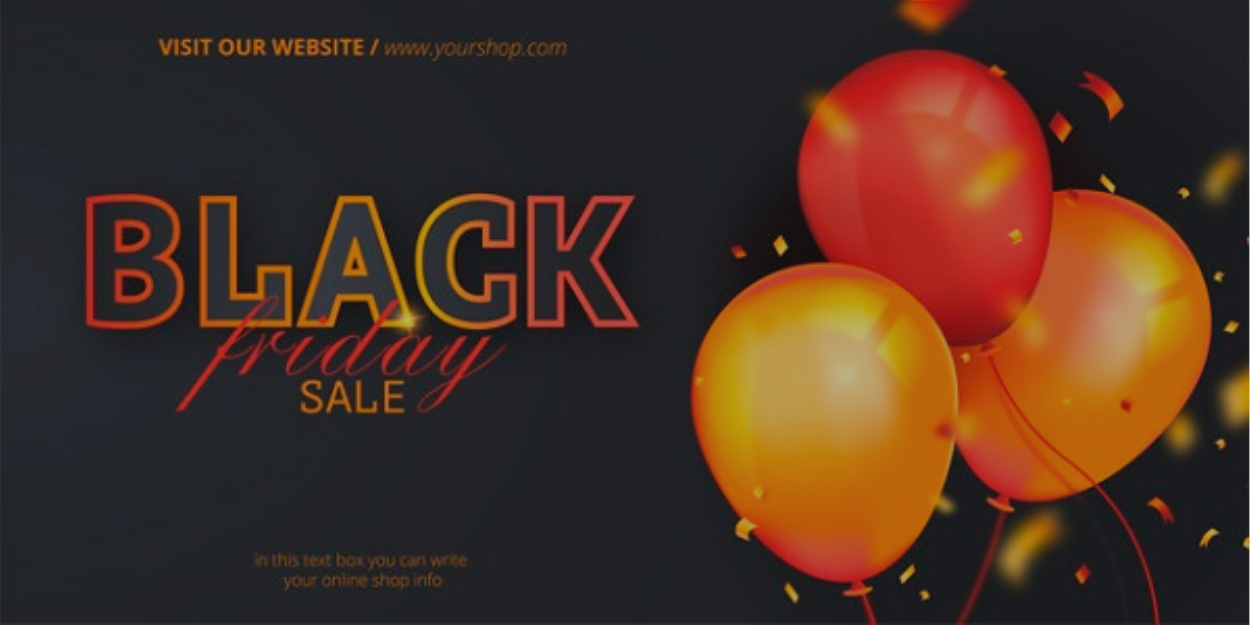 VISIT OUR WEBSITE / www.yourshop.com
BLACK
friday
SALE
in this text box you can write
your online shop info